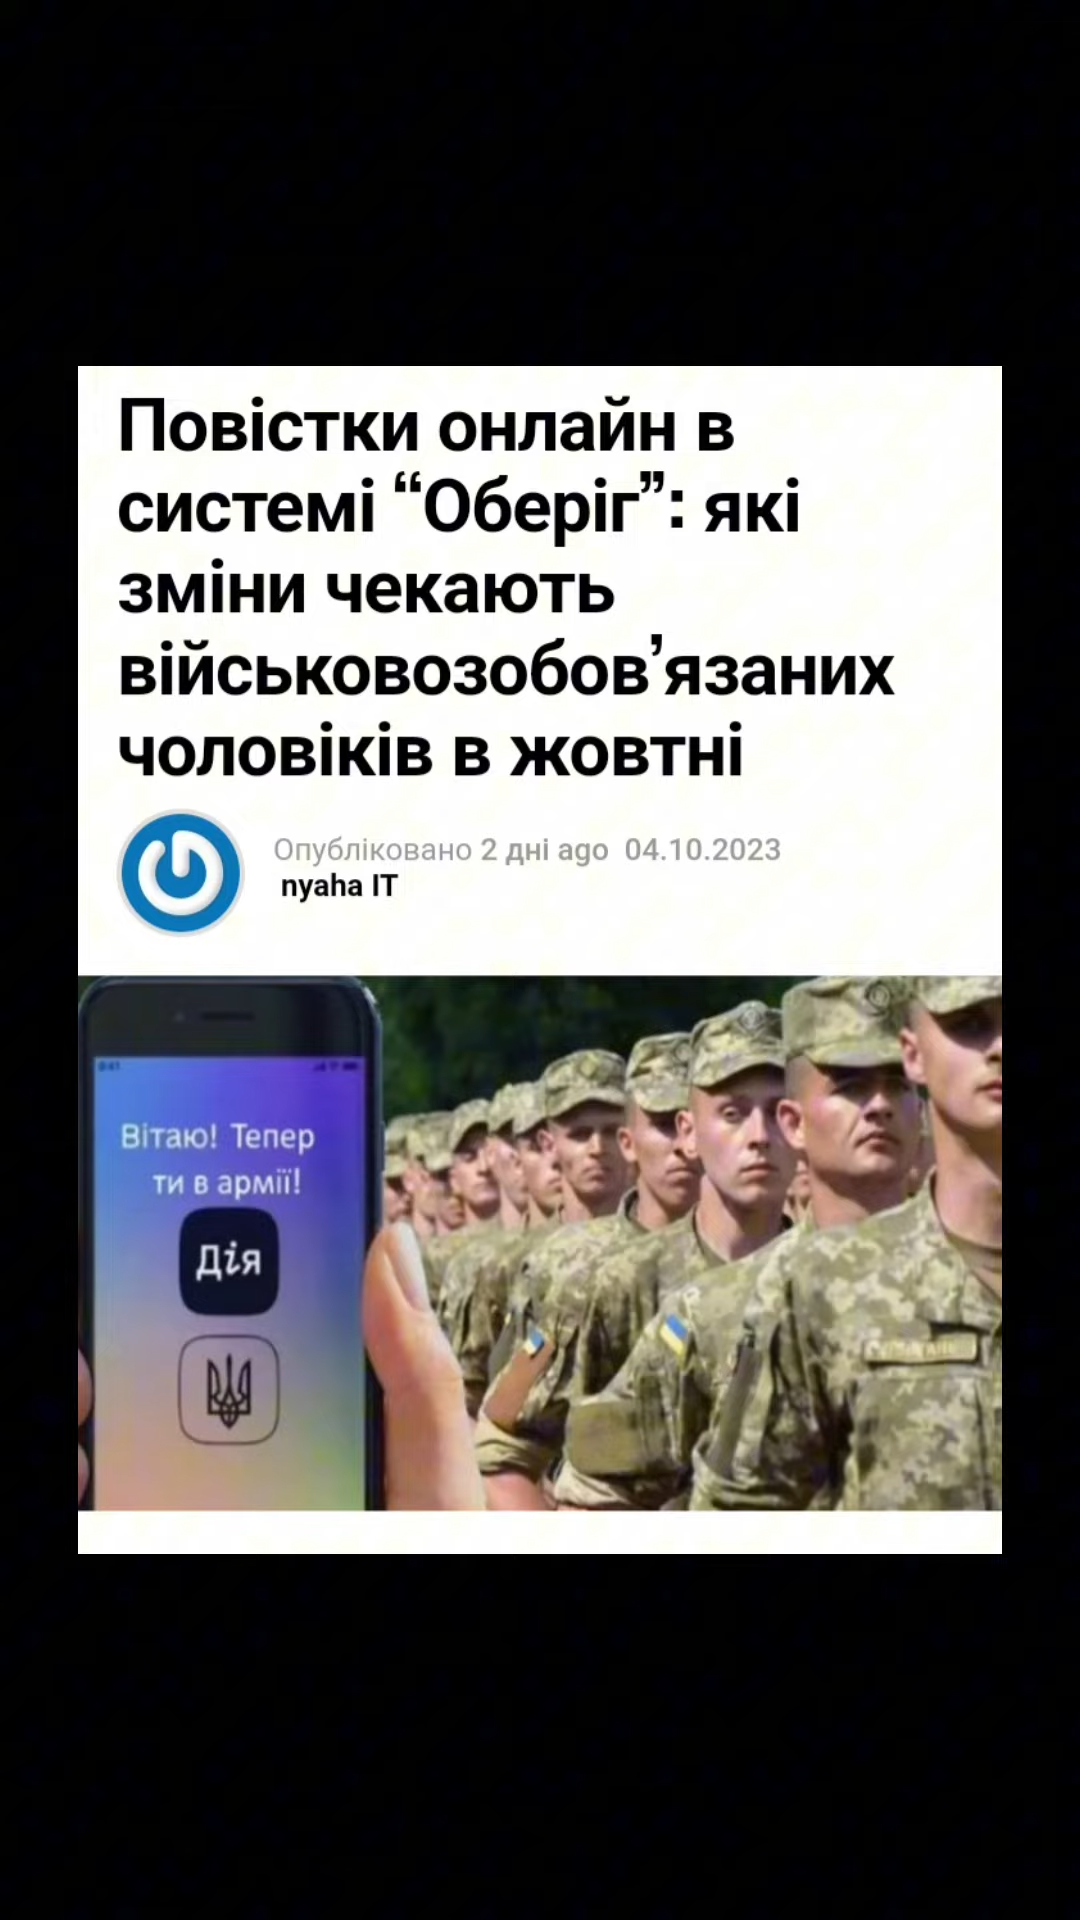 Повістки онлайн в
системі “Оберіг”: які
зміни чекають
військовозобов’язаних
чоловіків в жовтні
Опубліковано 2 дні ago 04.10.2023
nyaha IT
Вітаю! Тепер
ти в армії!
Дія